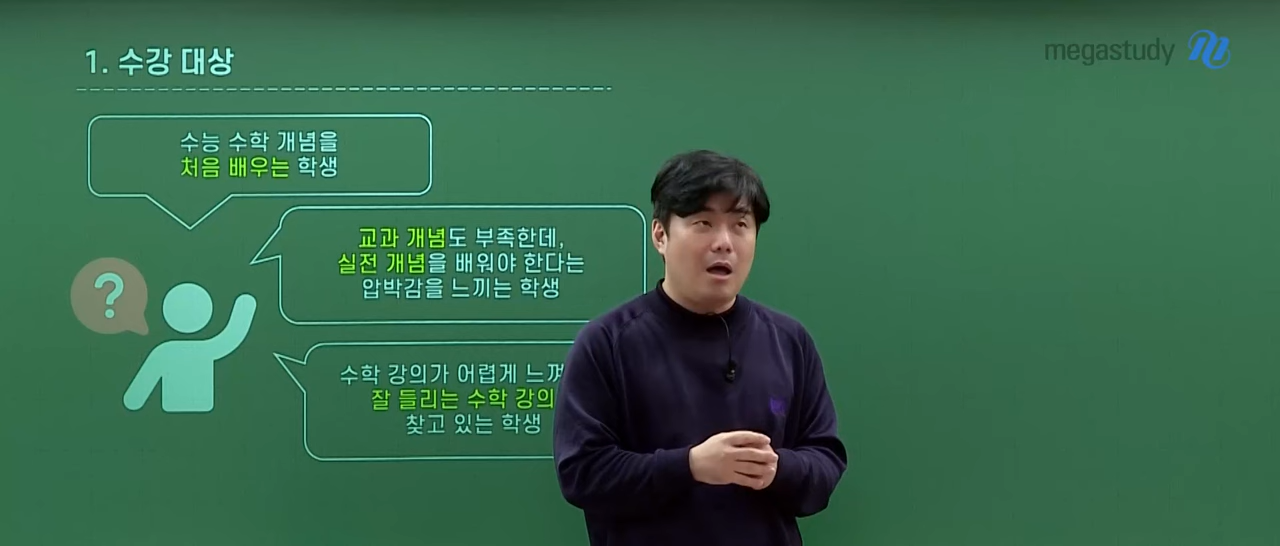 1. 수강 대상
megastudy
수능 수학 개념을
처음 배우는 학생
교과 개념도 부족한데,
실전 개념을 배워야 한다는
압박감을 느끼는 학생
?
수학 강의가 어렵게
잘 들리는 수학 강의
찾고 있는 학생